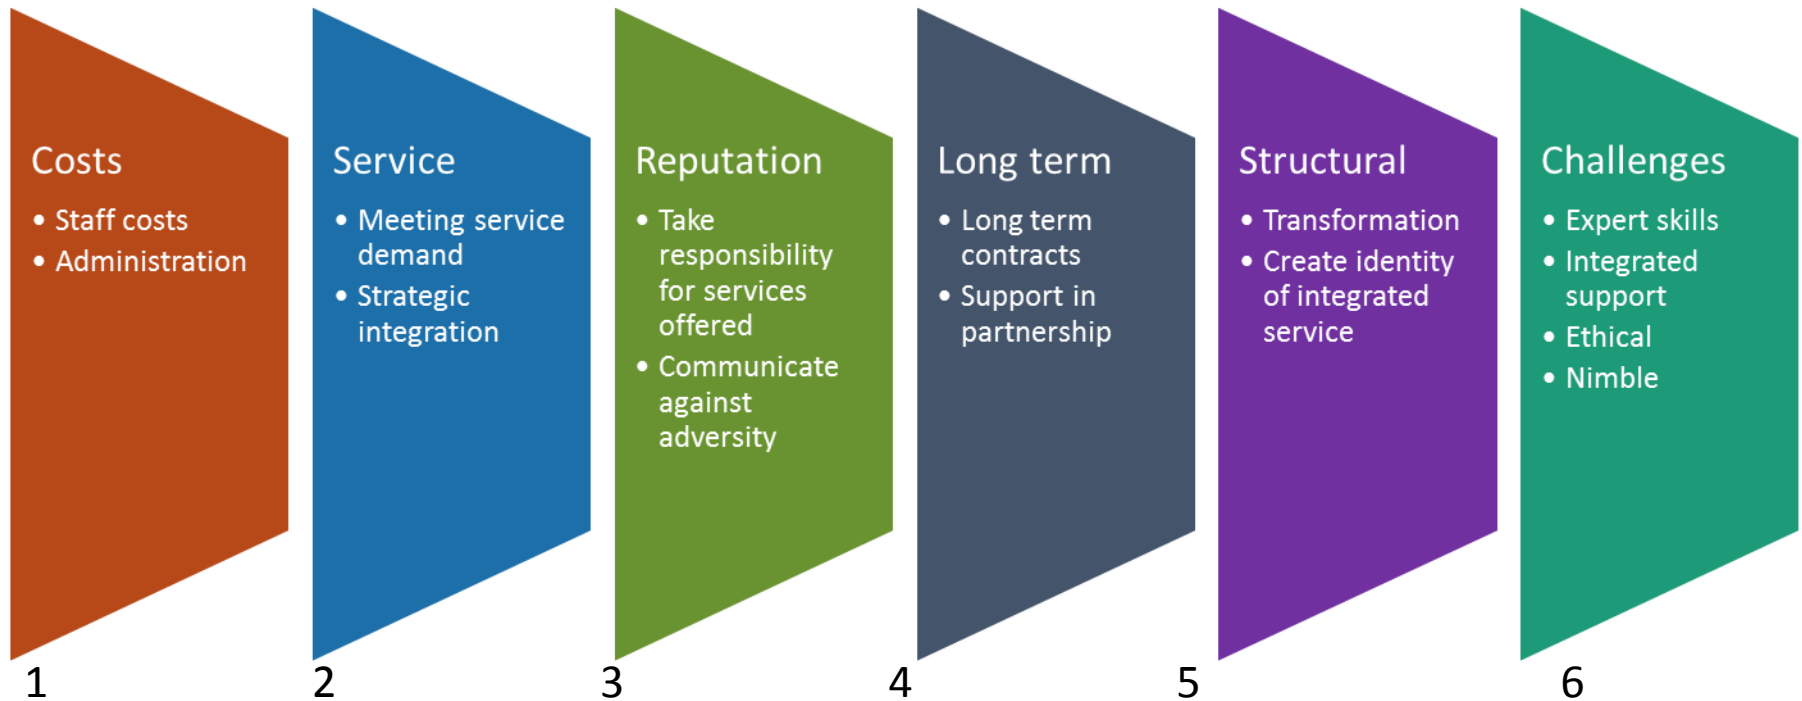 Costs
• Staff costs
• Administration
Service
• Meeting service
demand
• Strategic
integration
Reputation
• Take
responsibility
for services
offered
• Communicate
against
adversity
Long term
• Long term
contracts
• Support in
partnership
Structural
• Transformation
• Create identity
of integrated
service
Challenges
• Expert skills
• Integrated
support
• Ethical
• Nimble
1
2
3
4
5
6